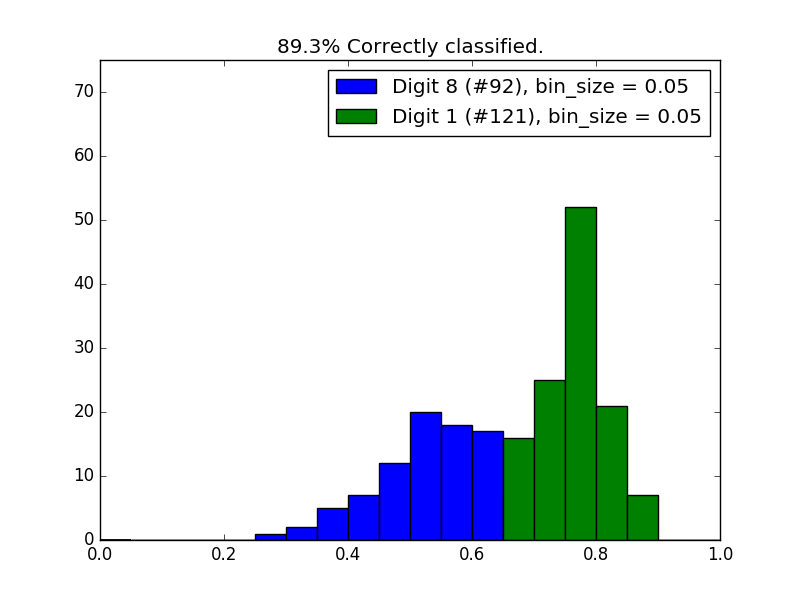 89.3% Correctly classified.
Digit 8 (#92), bin_size = 0.05
Digit 1 (#121), bin_size = 0.05
70
60
50
40
30
20
10
0
0.0 0.2 0.4 0.6 0.8 1.0